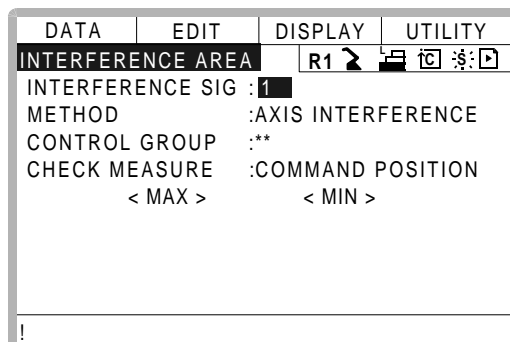 DATA EDIT DISPLAY UTILITY
INTERFERENCE AREA R1 C S
INTERFERENCE SIG : 1
METHOD :AXIS INTERFERENCE
CONTROL GROUP :**
CHECK MEASURE :COMMAND POSITION
< MAX > < MIN >
!